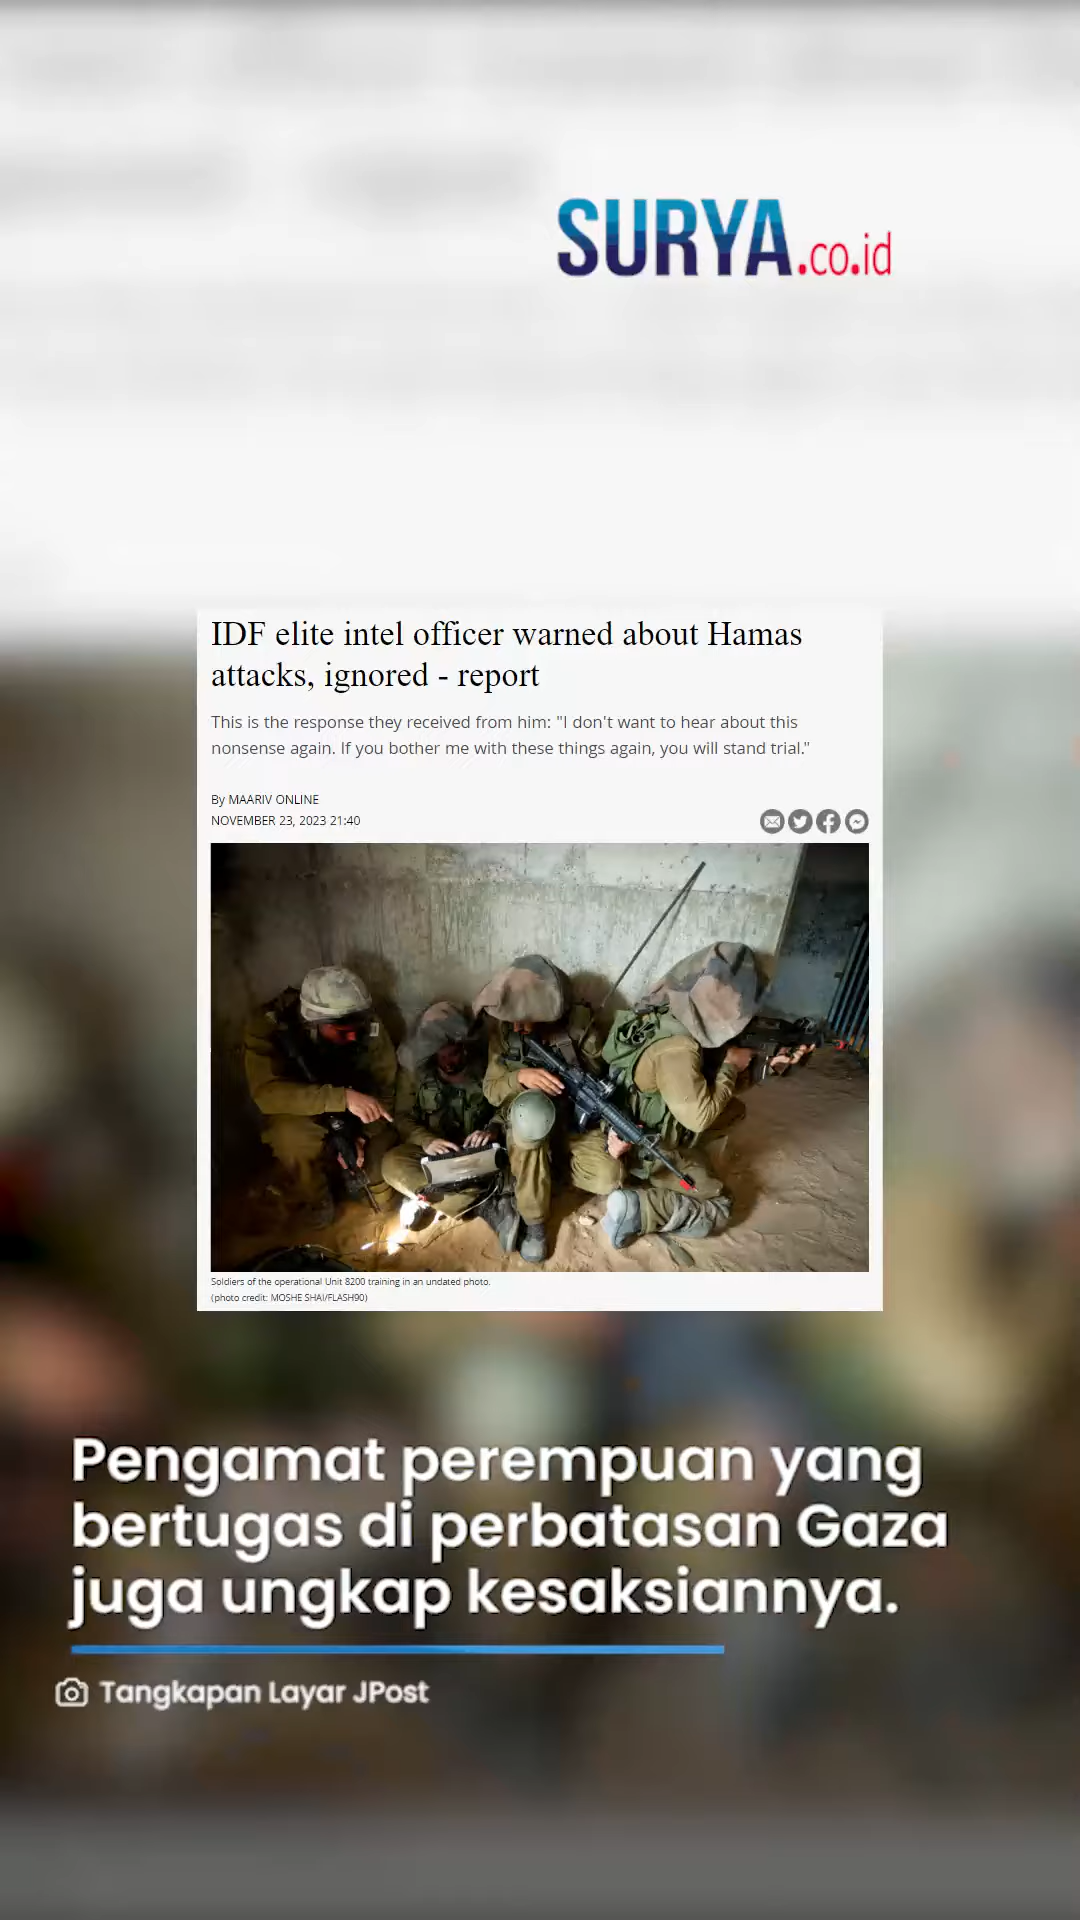 SURYA.co.id
IDF elite intel officer warned about Hamas
attacks, ignored - report
This is the response they received from him: "I don't want to hear about this
nonsense again. If you bother me with these things again, you will stand trial."
By MAARIV ONLINE
NOVEMBER 23, 2023 21:40
Soldiers of the operational Unit 8200 training in an undated photo.
(photo credit: MOSHE SHAI/FLASH90)
Pengamat perempuan yang
bertugas di perbatasan Gaza
juga ungkap kesaksiannya.
Tangkapan Layar JPost